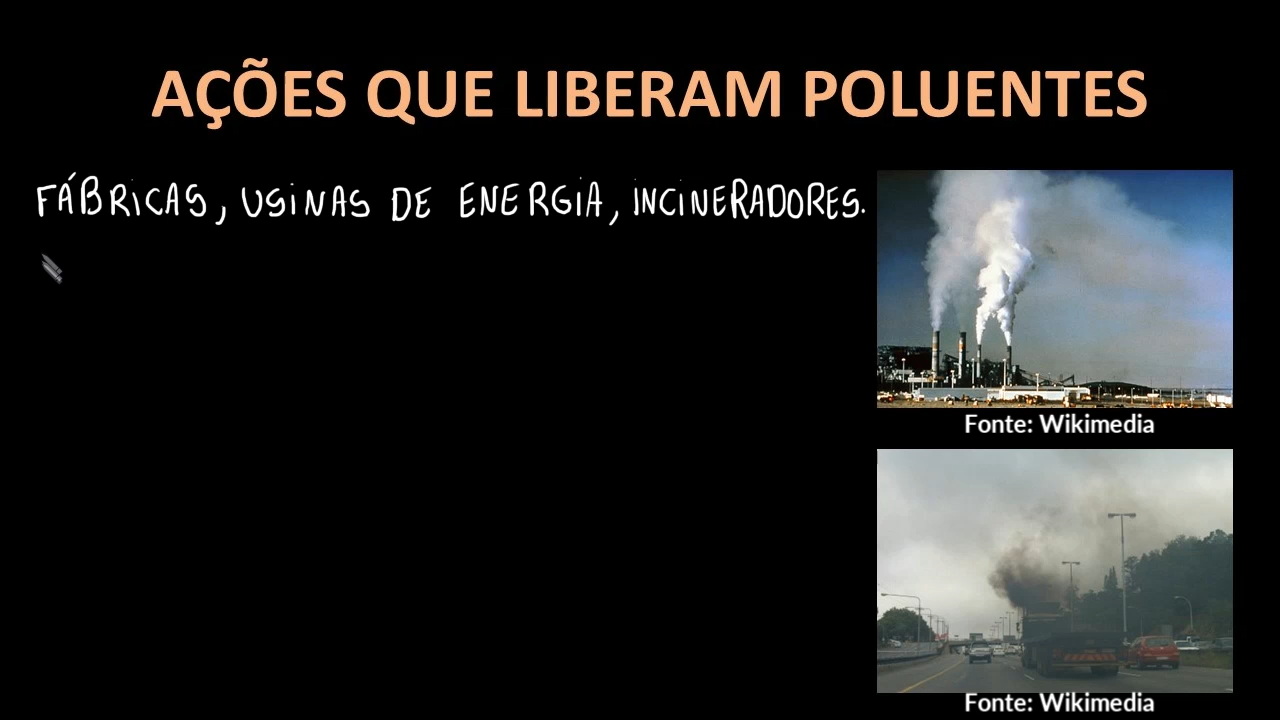 AÇÕES QUE LIBERAM POLUENTES
FÁBRICAS, USINAS DE ENERGIA, INCINERADORES.
Fonte: Wikimedia
Fonte: Wikimedia